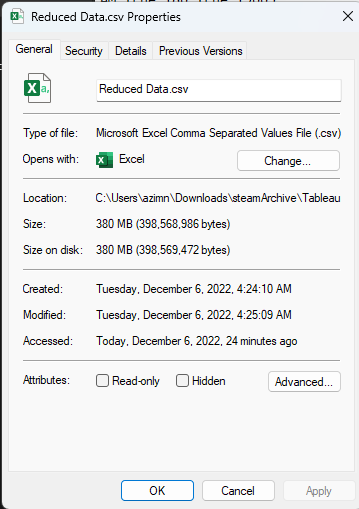 Reduced Data.csv Properties
General Security Details Previous Versions
Reduced Data.csv
Type of file: Microsoft Excel Comma Separated Values File (.csv)
Opens with: Excel Change...
Location: C:\Users\azimn\Downloads\steamArchive\Tableau
Size: 380 MB (398,568,986 bytes)
Size on disk: 380 MB (398,569,472 bytes)
Created: Tuesday, December 6, 2022, 4:24:10 AM
Modified: Tuesday, December 6, 2022, 4:25:09 AM
Accessed: Today, December 6, 2022, 24 minutes ago
Attributes: Read-only Hidden Advanced...
OK Cancel Apply